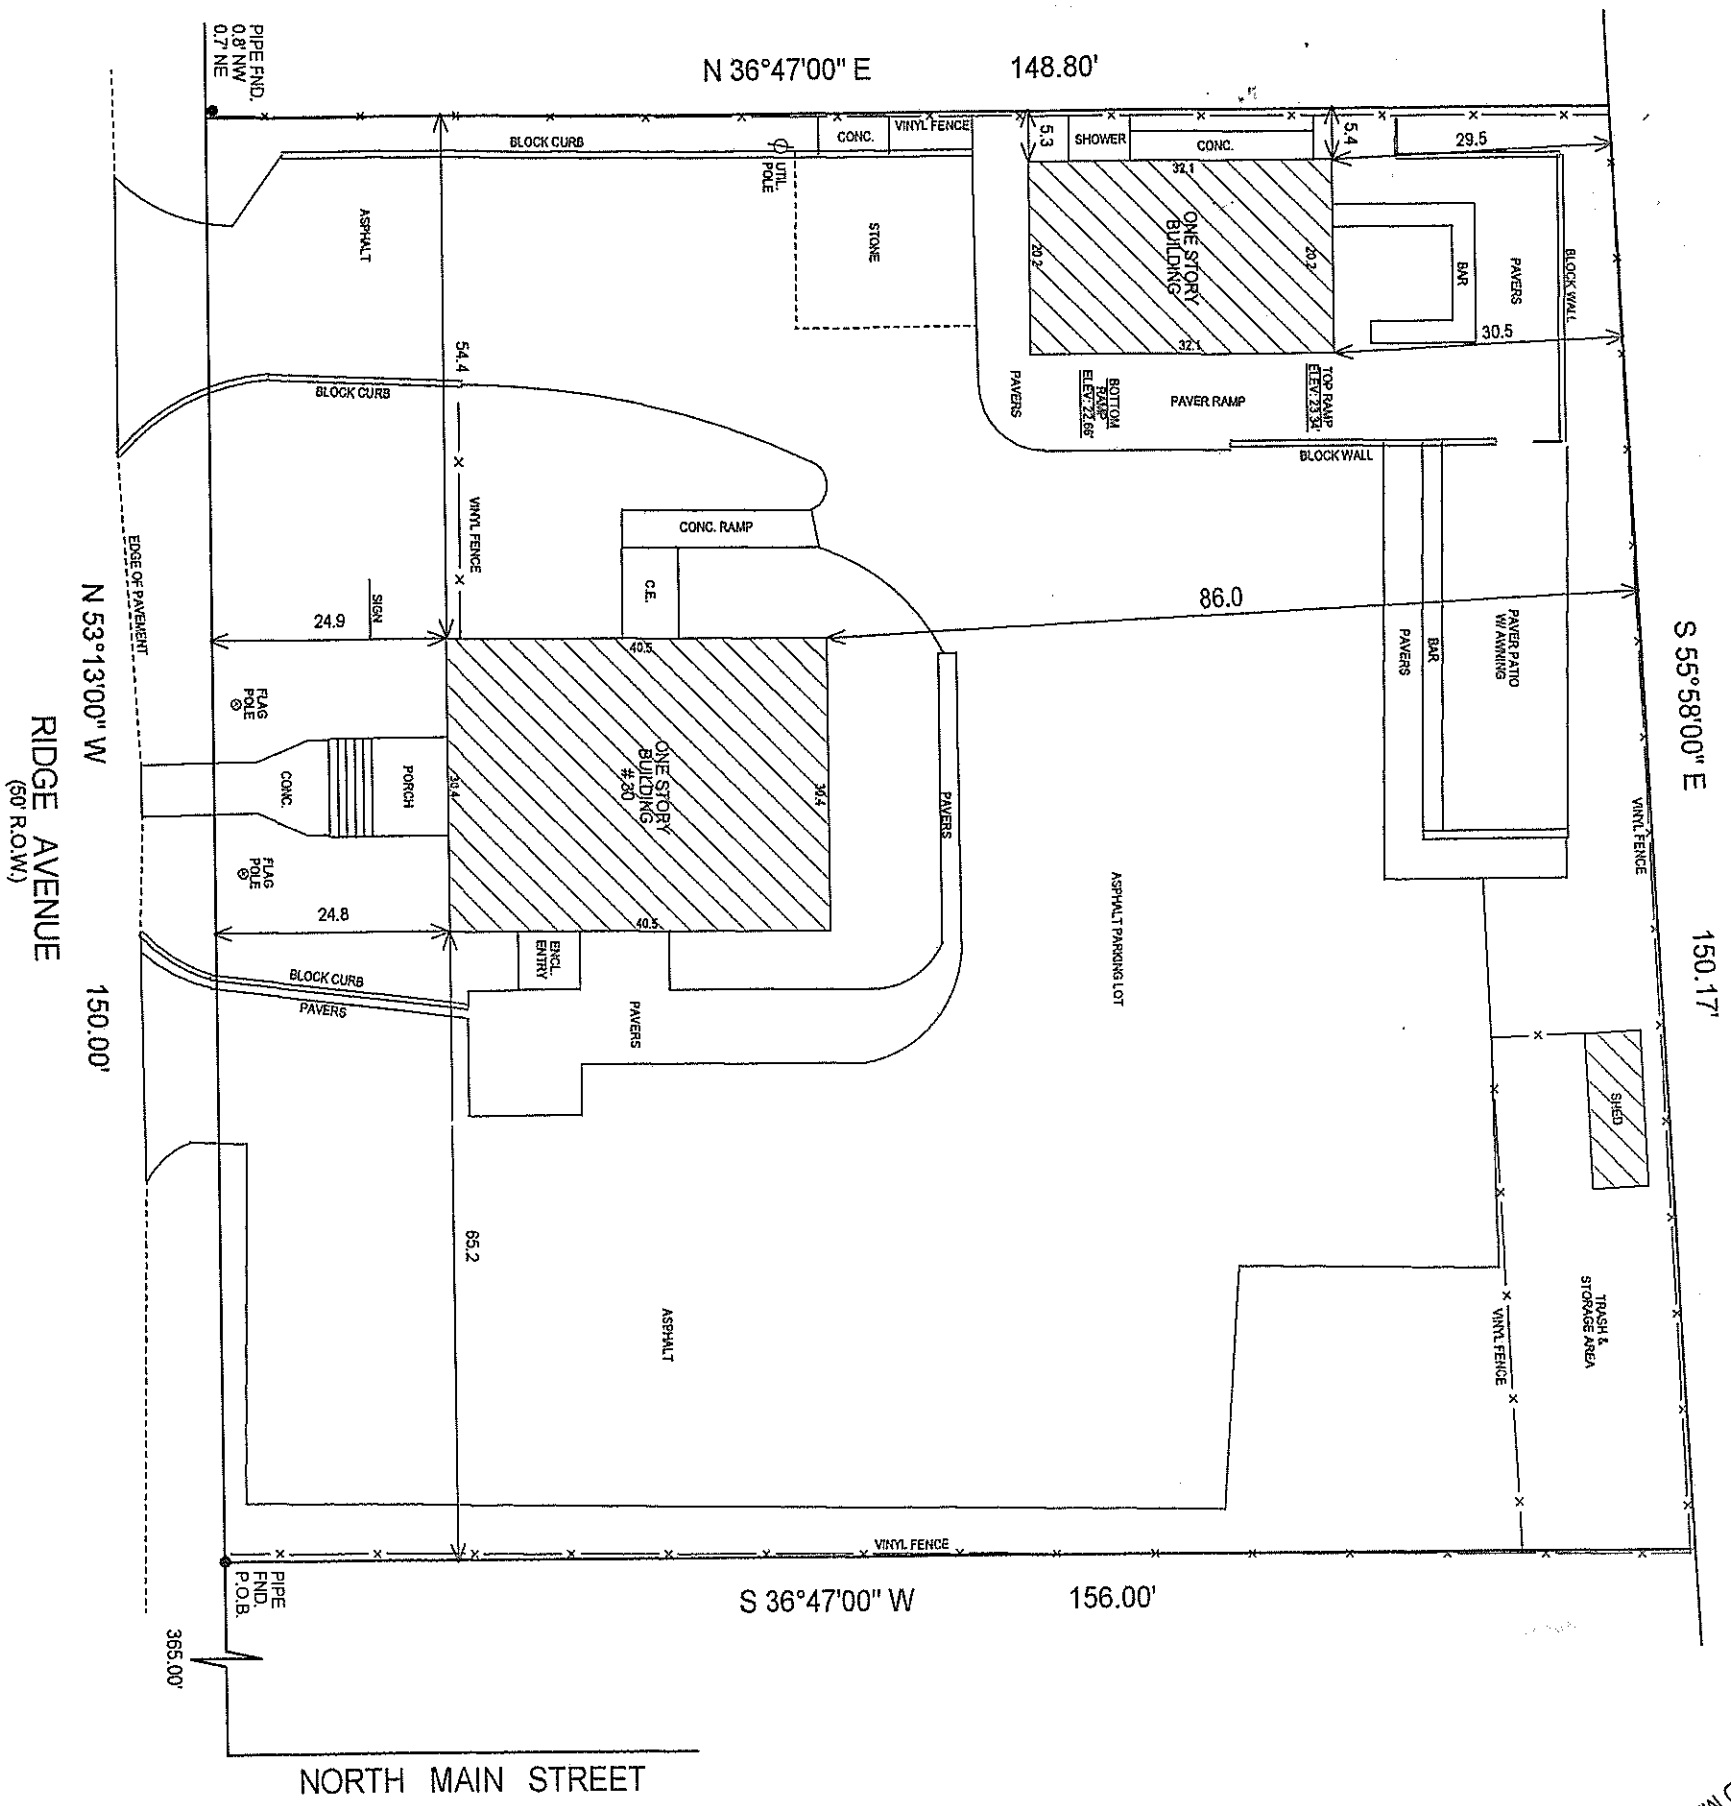 N 36°47'00" E 148.80'
PIPE FND.
0.8' NW
0.7' NE
BLOCK CURB
CONC.
VINYL FENCE
5.3
SHOWER
CONC.
5.4
29.5
UTIL.
POLE
ASPHALT
STONE
32.1
ONE STORY
BUILDING
20.2
20.2
32.1
BAR
PAVERS
BLOCK WALL
30.5
54.4
BLOCK CURB
PAVERS
BOTTOM
RAMP
ELEV: 22.66'
PAVER RAMP
TOP RAMP
ELEV: 23.34'
BLOCK WALL
VINYL FENCE
CONC. RAMP
C.E.
EDGE OF PAVEMENT
SIGN
24.9
86.0
PAVERS
BAR
PAVER PATIO
W/ AWNING
S 55°58'00" E 150.17'
N 53°13'00" W 150.00'
RIDGE AVENUE
(50' R.O.W.)
FLAG
POLE
CONC.
PORCH
40.5
30.4
ONE STORY
BUILDING
#30
30.4
40.5
PAVERS
VINYL FENCE
FLAG
POLE
24.8
ENCL.
ENTRY
BLOCK CURB
PAVERS
PAVERS
ASPHALT PARKING LOT
SHED
65.2
ASPHALT
VINYL FENCE
TRASH &
STORAGE AREA
VINYL FENCE
S 36°47'00" W 156.00'
PIPE
FND.
P.O.B.
365.00'
NORTH MAIN STREET